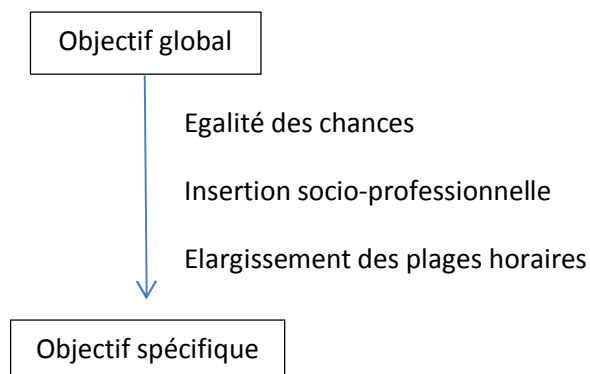 Objectif global
Egalité des chances
Insertion socio-professionnelle
Elargissement des plages horaires
Objectif spécifique